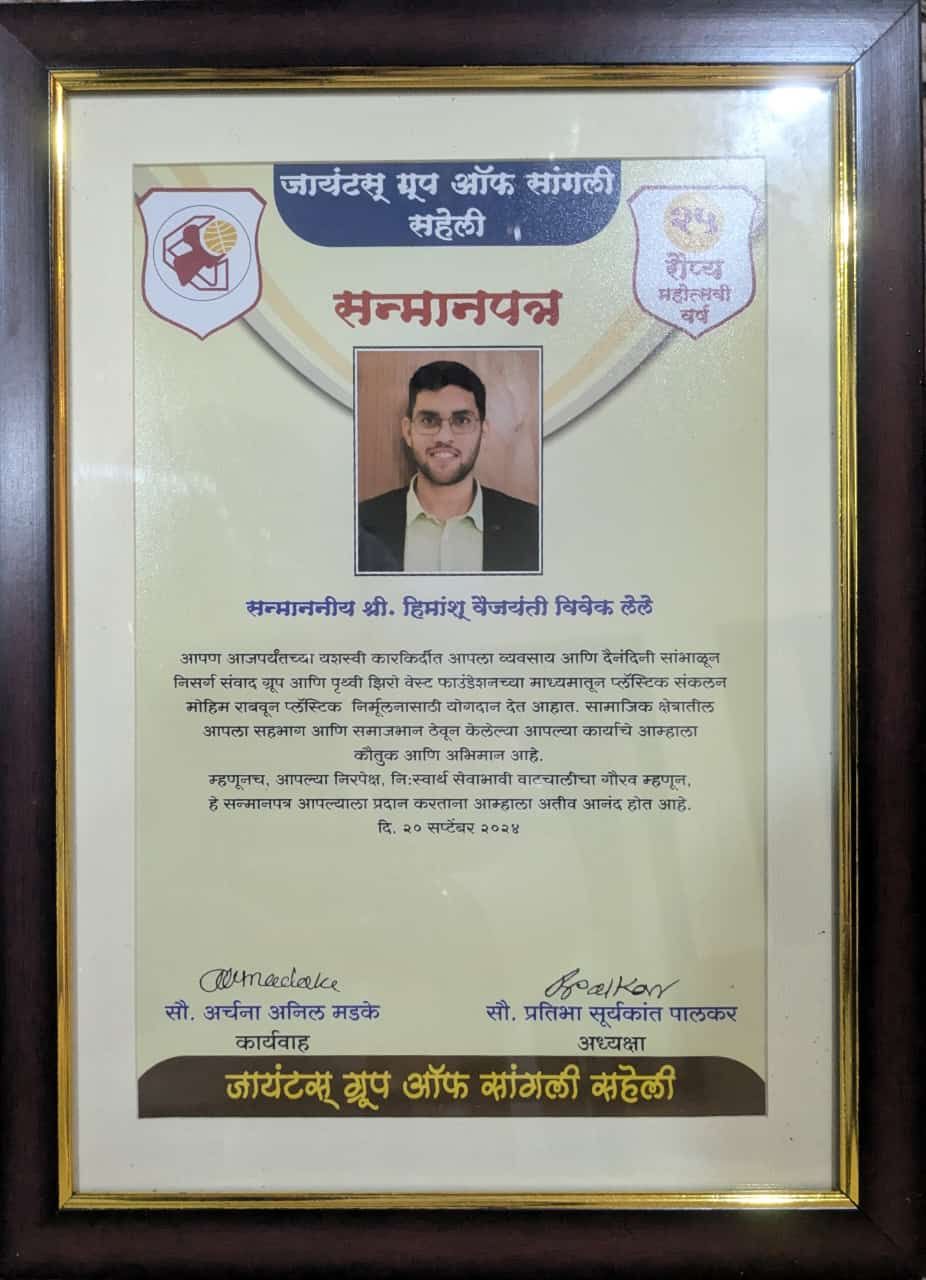 जायंटस् ग्रूप ऑफ सांगली
सहेली
२५
रौप्य
महोत्सवी
वर्ष
सन्मानपत्र
सन्माननीय श्री. हिमांशू वैजयंती विवेक लेले
आपण आजपर्यंतच्या यशस्वी कारकिर्दीत आपला व्यवसाय आणि दैनंदिनी सांभाळून
निसर्ग संवाद ग्रूप आणि पृथ्वी झिरो वेस्ट फाउंडेशनच्या माध्यमातून प्लॅस्टिक संकलन
मोहिम राबवून प्लॅस्टिक निर्मूलनासाठी योगदान देत आहात. सामाजिक क्षेत्रातील
आपला सहभाग आणि समाजभान ठेवून केलेल्या आपल्या कार्याचे आम्हाला
कौतुक आणि अभिमान आहे.
म्हणूनच, आपल्या निरपेक्ष, नि:स्वार्थ सेवाभावी वाटचालीचा गौरव म्हणून,
हे सन्मानपत्र आपल्याला प्रदान करताना आम्हाला अतीव आनंद होत आहे.
दि. २० सप्टेंबर २०२४
सौ. अर्चना अनिल मडके
कार्यवाह
सौ. प्रतिभा सूर्यकांत पालकर
अध्यक्षा
जायंटस् ग्रूप ऑफ सांगली सहेली